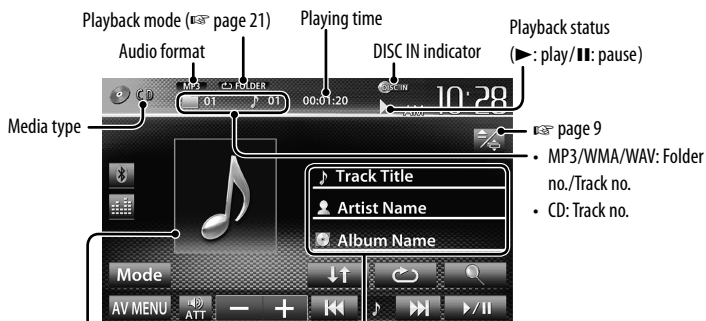 Playback mode (☞ page 21)
Playing time
Playback status
(►: play/II: pause)
Audio format
DISC IN indicator
MP3
FOLDER
DISC IN
CD
01
♪ 01
00:01:20
AM 10:28
Media type
☞ page 9
• MP3/WMA/WAV: Folder
no./Track no.
• CD: Track no.
♪ Track Title
Artist Name
Album Name
Mode
AV MENU
ATT